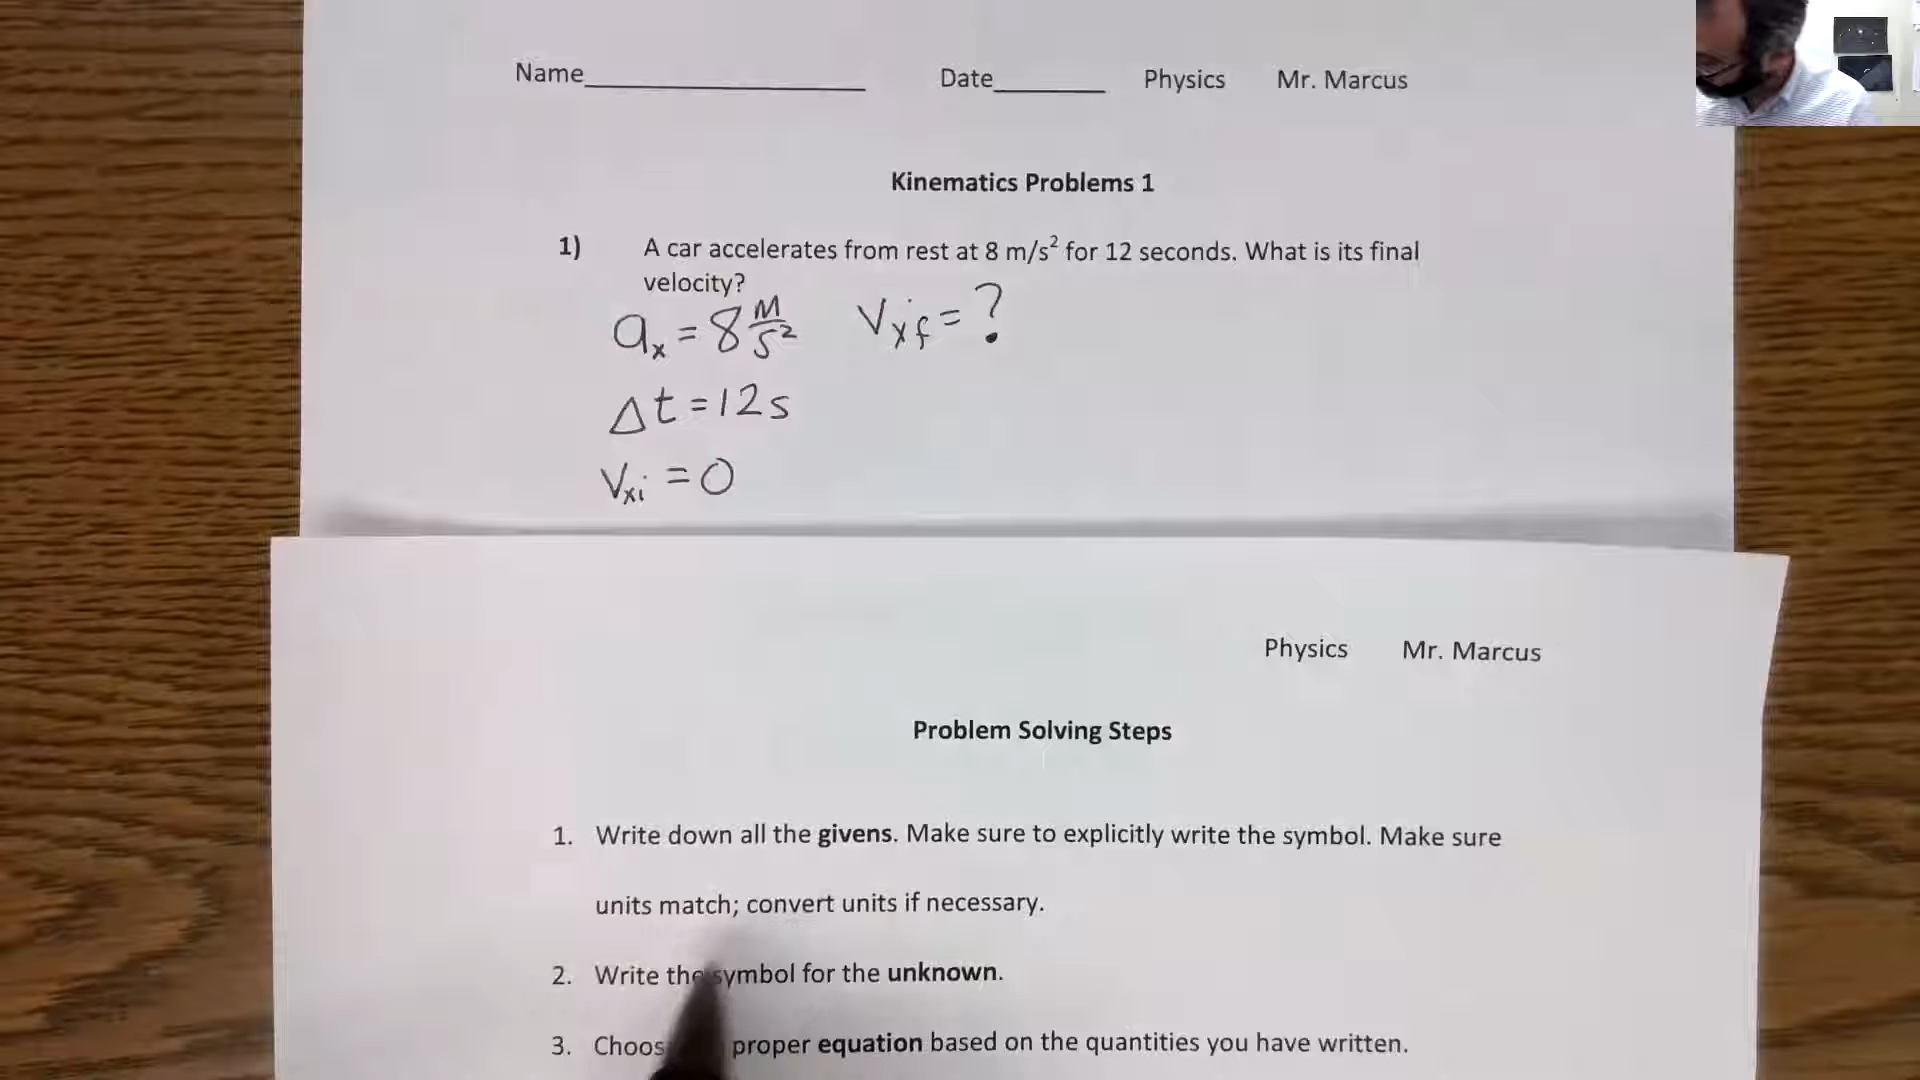 Name____________________ Date________ Physics Mr. Marcus
Kinematics Problems 1
1) A car accelerates from rest at 8 m/s² for 12 seconds. What is its final
velocity?
aₓ = 8 m/s² vₓf = ?
Δt = 12s
Vₓi = 0
Physics Mr. Marcus
Problem Solving Steps
1. Write down all the givens. Make sure to explicitly write the symbol. Make sure
units match; convert units if necessary.
2. Write the symbol for the unknown.
3. proper equation based on the quantities you have written.